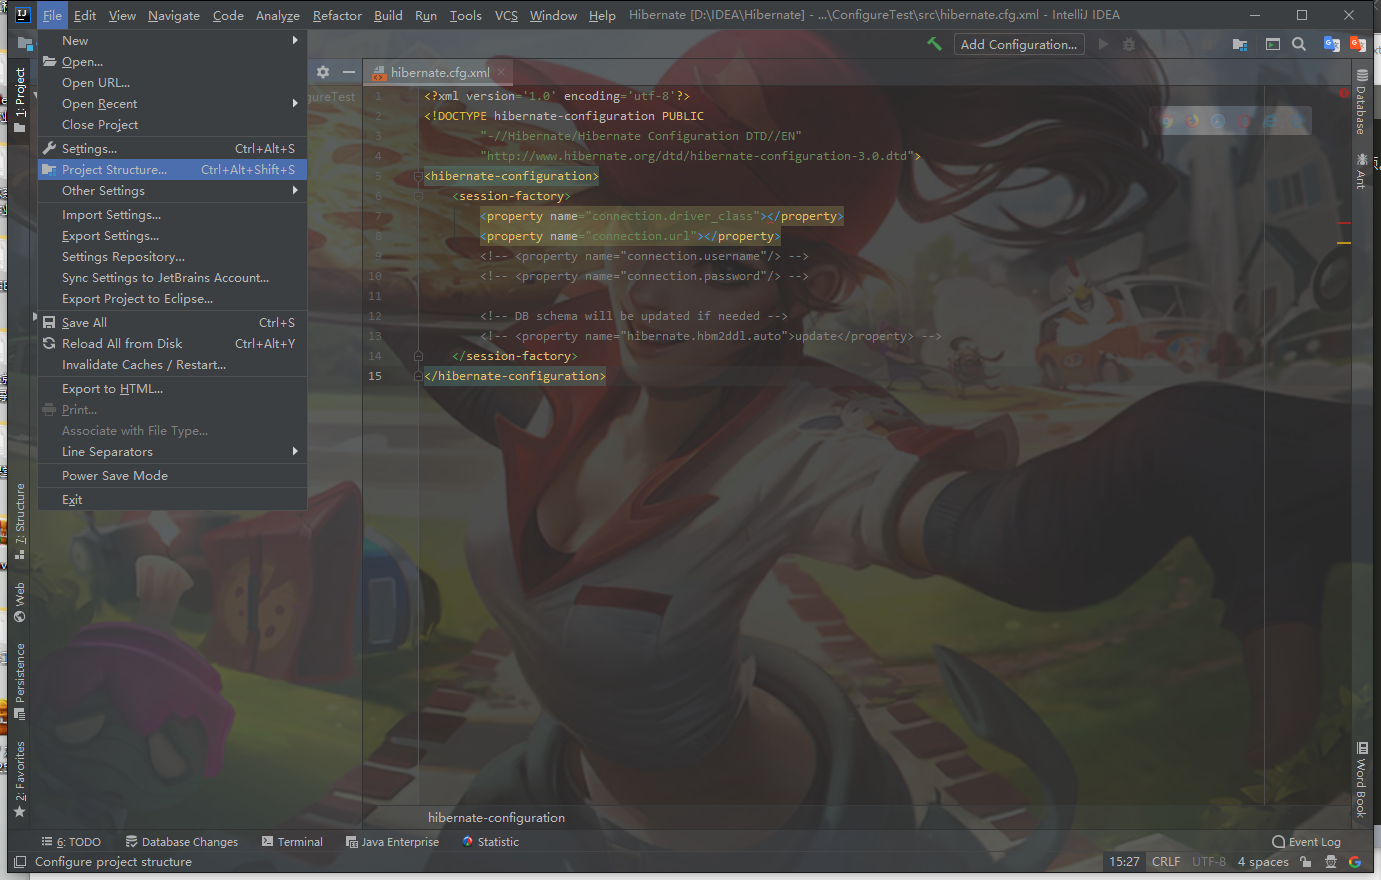 File Edit View Navigate Code Analyze Refactor Build Run Tools VCS Window Help Hibernate [D:\IDEA\Hibernate] - ...\ConfigureTest\src\hibernate.cfg.xml - IntelliJ IDEA
Add Configuration...
New
Open...
Open URL...
Open Recent
Close Project
Settings... Ctrl+Alt+S
Project Structure... Ctrl+Alt+Shift+S
Other Settings
Import Settings...
Export Settings...
Settings Repository...
Sync Settings to JetBrains Account...
Export Project to Eclipse...
Save All Ctrl+S
Reload All from Disk Ctrl+Alt+Y
Invalidate Caches / Restart...
Export to HTML...
Print...
Associate with File Type...
Line Separators
Power Save Mode
Exit
gureTest
hibernate.cfg.xml
1 <?xml version='1.0' encoding='utf-8'?>
2 <!DOCTYPE hibernate-configuration PUBLIC
3 "-//Hibernate/Hibernate Configuration DTD//EN"
4 "http://www.hibernate.org/dtd/hibernate-configuration-3.0.dtd">
5 <hibernate-configuration>
6 <session-factory>
7 <property name="connection.driver_class"></property>
8 <property name="connection.url"></property>
9 <!-- <property name="connection.username"/> -->
10 <!-- <property name="connection.password"/> -->
11
12 <!-- DB schema will be updated if needed -->
13 <!-- <property name="hibernate.hbm2ddl.auto">update</property> -->
14 </session-factory>
15 </hibernate-configuration>
hibernate-configuration
1: Project
7: Structure
Web
Persistence
2: Favorites
Database
Ant
Word Book
6: TODO Database Changes Terminal Java Enterprise Statistic Event Log
Configure project structure 15:27 CRLF UTF-8 4 spaces